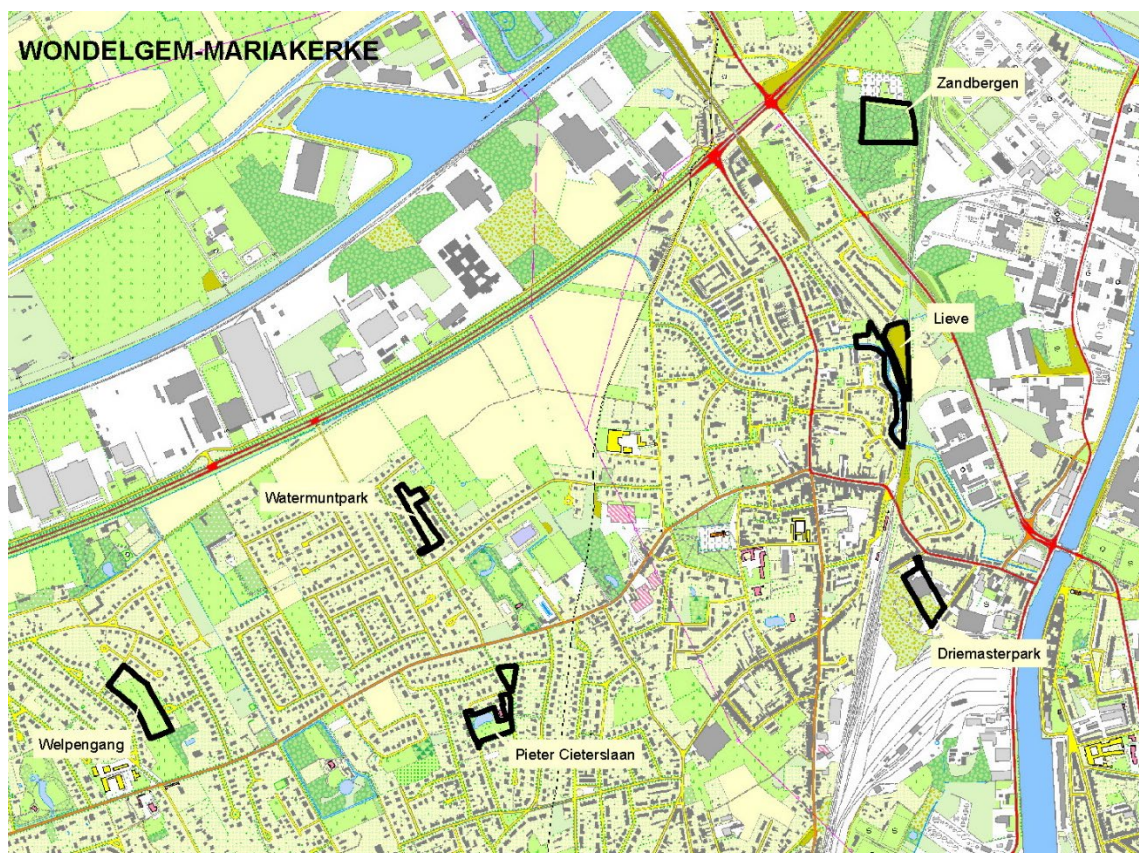 WONDELGEM-MARIAKERKE
Zandbergen
Lieve
Watermuntpark
Driemasterpark
Welpengang
Pieter Cieterslaan